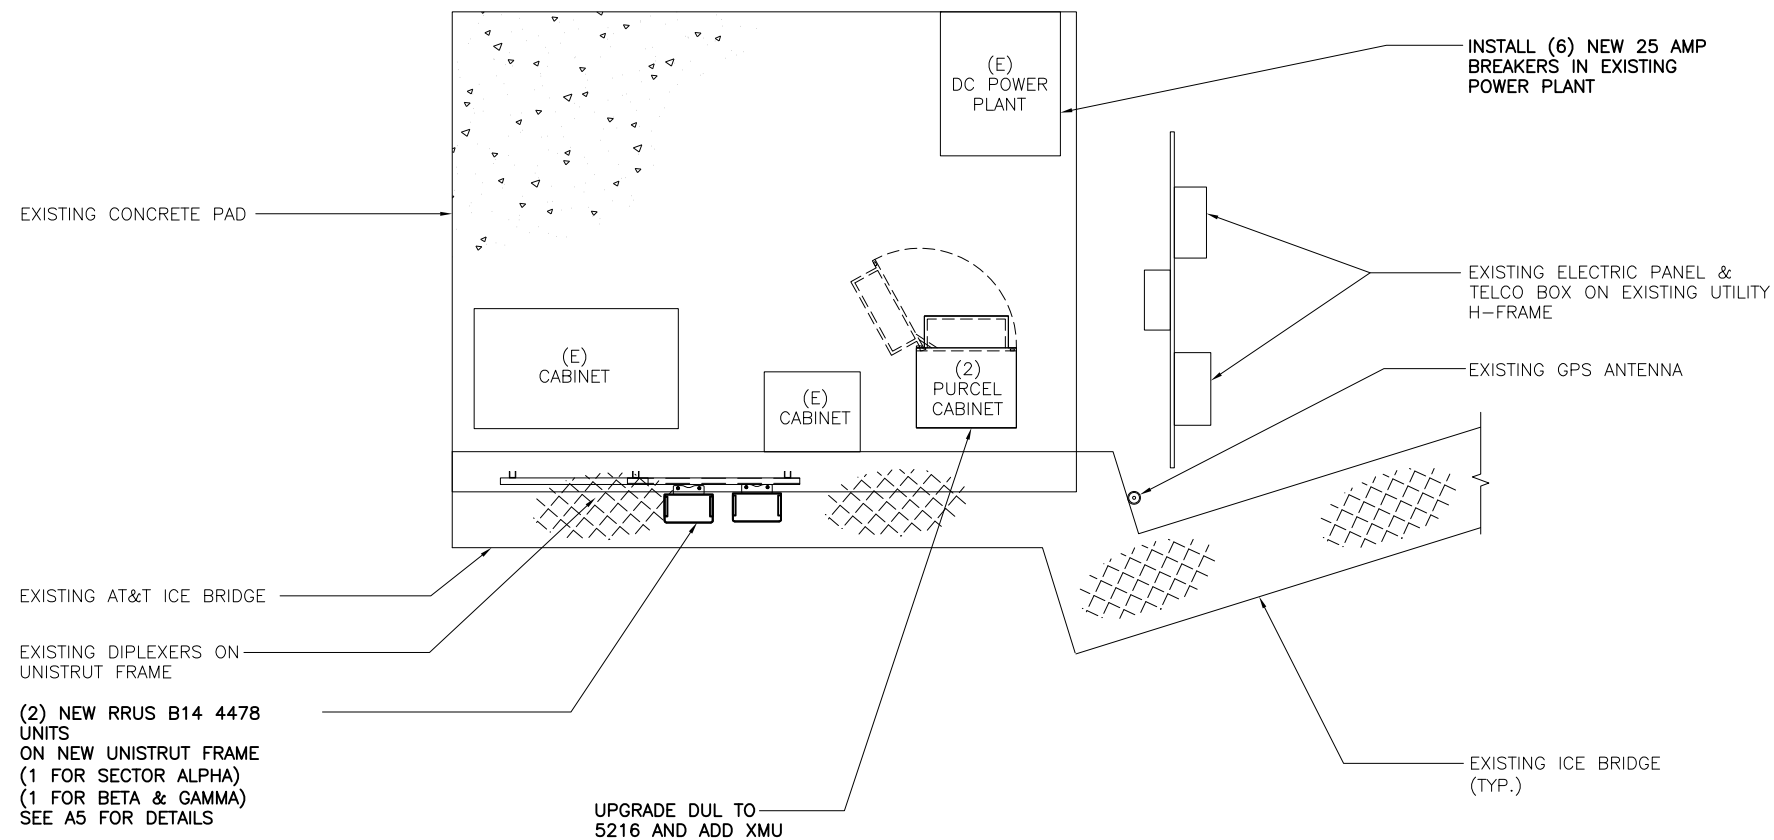 (E)
DC POWER
PLANT
INSTALL (6) NEW 25 AMP
BREAKERS IN EXISTING
POWER PLANT
EXISTING CONCRETE PAD
EXISTING ELECTRIC PANEL &
TELCO BOX ON EXISTING UTILITY
H-FRAME
(E)
CABINET
(E)
CABINET
(2)
PURCEL
CABINET
EXISTING GPS ANTENNA
EXISTING AT&T ICE BRIDGE
EXISTING DIPLEXERS ON
UNISTRUT FRAME
(2) NEW RRUS B14 4478
UNITS
ON NEW UNISTRUT FRAME
(1 FOR SECTOR ALPHA)
(1 FOR BETA & GAMMA)
SEE A5 FOR DETAILS
UPGRADE DUL TO
5216 AND ADD XMU
EXISTING ICE BRIDGE
(TYP.)